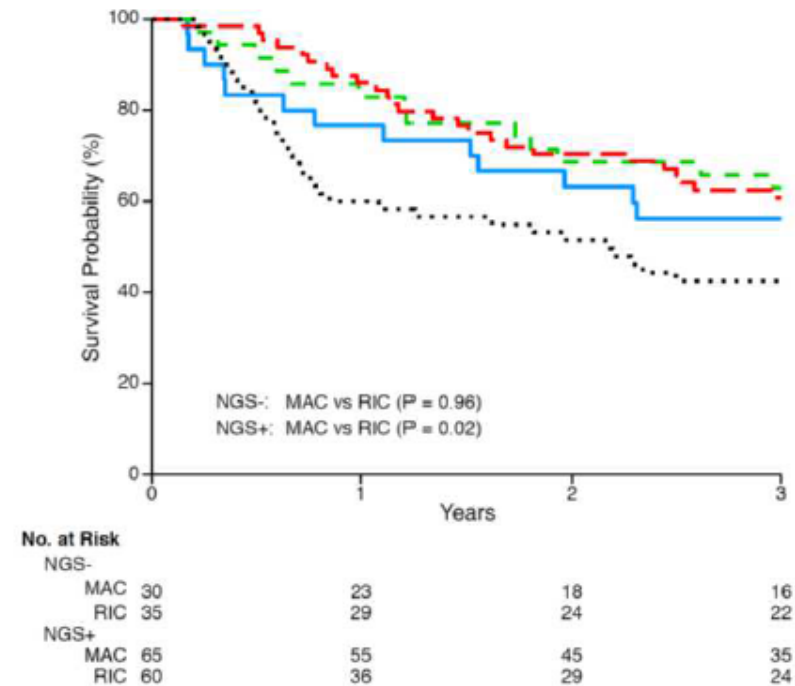 100
80
60
40
20
0
Survival Probability (%)
NGS-: MAC vs RIC (P = 0.96)
NGS+: MAC vs RIC (P = 0.02)
0 1 2 3
Years
No. at Risk
NGS-
MAC 30 23 18 16
RIC 35 29 24 22
NGS+
MAC 65 55 45 35
RIC 60 36 29 24